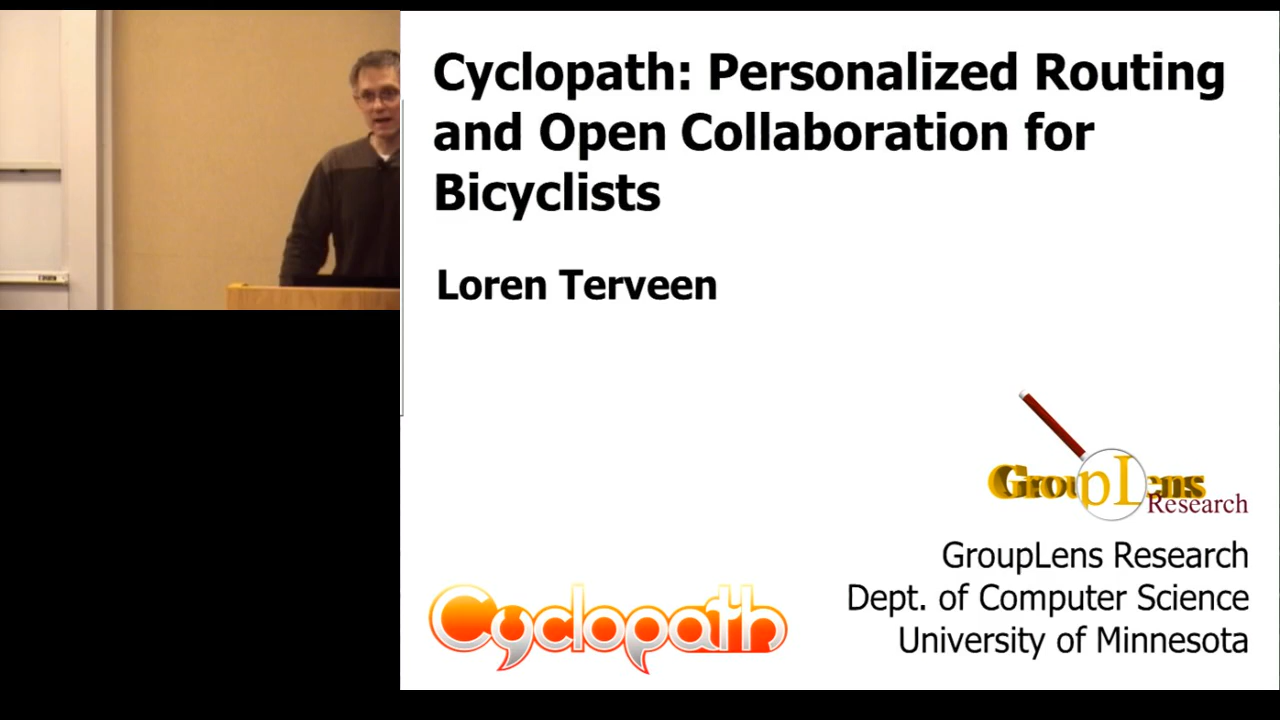 Cyclopath: Personalized Routing
and Open Collaboration for
Bicyclists
Loren Terveen
GroupLens
Research
GroupLens Research
Dept. of Computer Science
University of Minnesota
Cyclopath